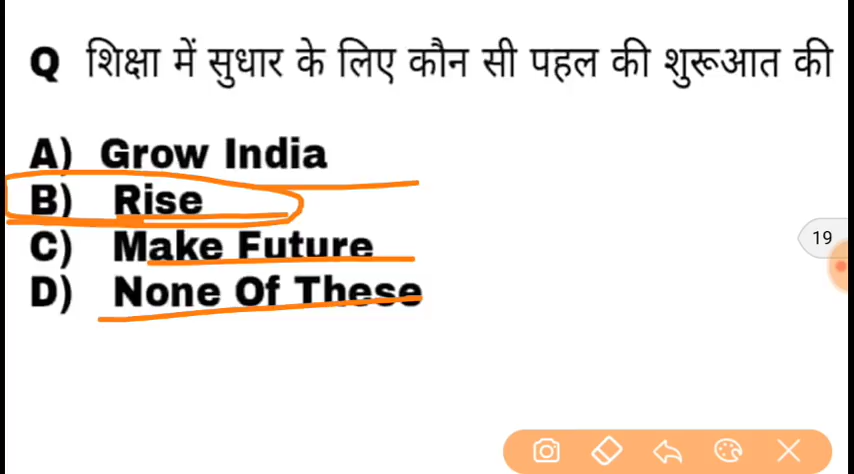 Q शिक्षा में सुधार के लिए कौन सी पहल की शुरूआत की
A) Grow India
B) Rise
C) Make Future
D) None Of These
19